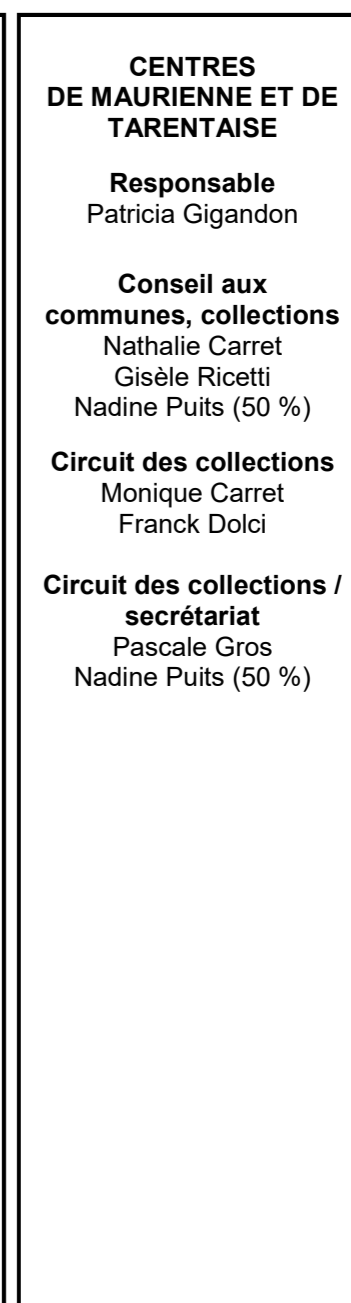 CENTRES
DE MAURIENNE ET DE
TARENTAISE
Responsable
Patricia Gigandon
Conseil aux
communes, collections
Nathalie Carret
Gisèle Ricetti
Nadine Puits (50 %)
Circuit des collections
Monique Carret
Franck Dolci
Circuit des collections /
secrétariat
Pascale Gros
Nadine Puits (50 %)